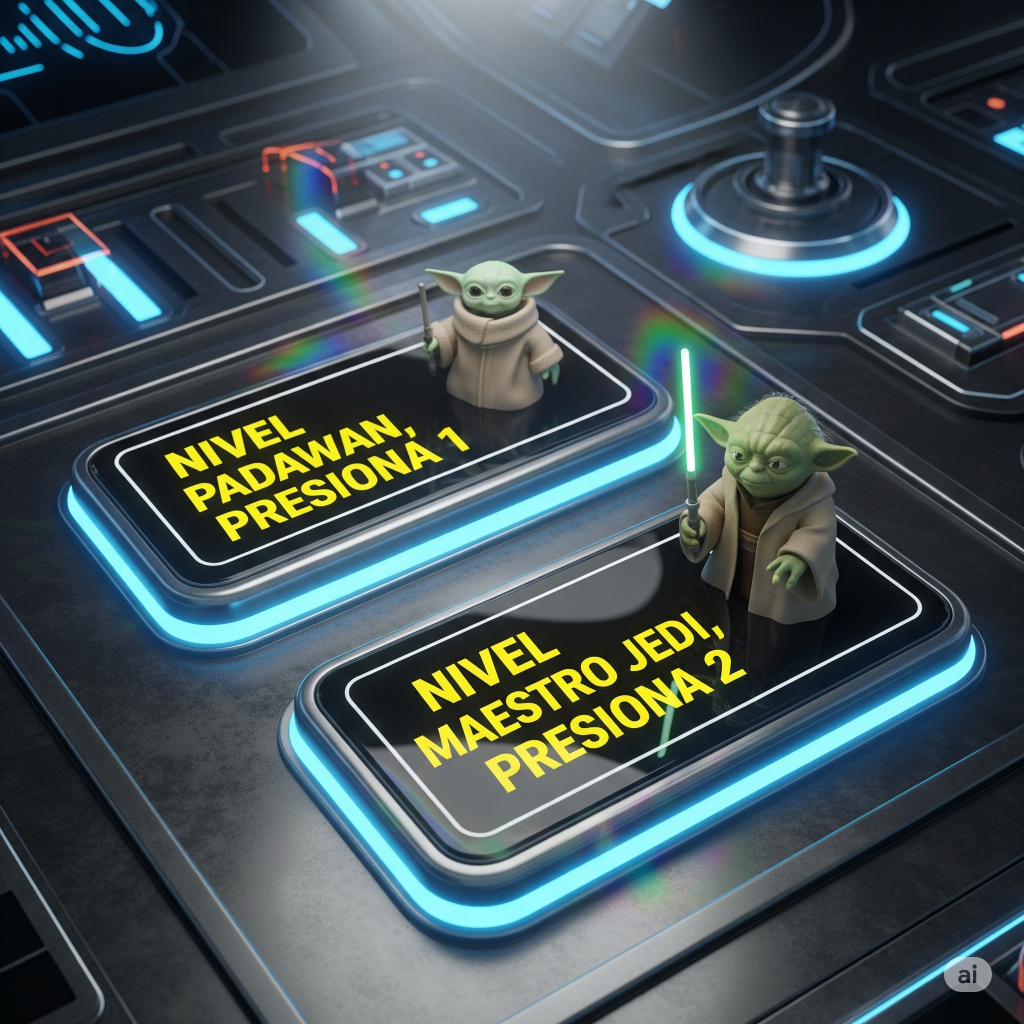 NIVEL
PADAWAN,
PRESIONA 1
NIVEL
MAESTRO JEDI,
PRESIONA 2
ai